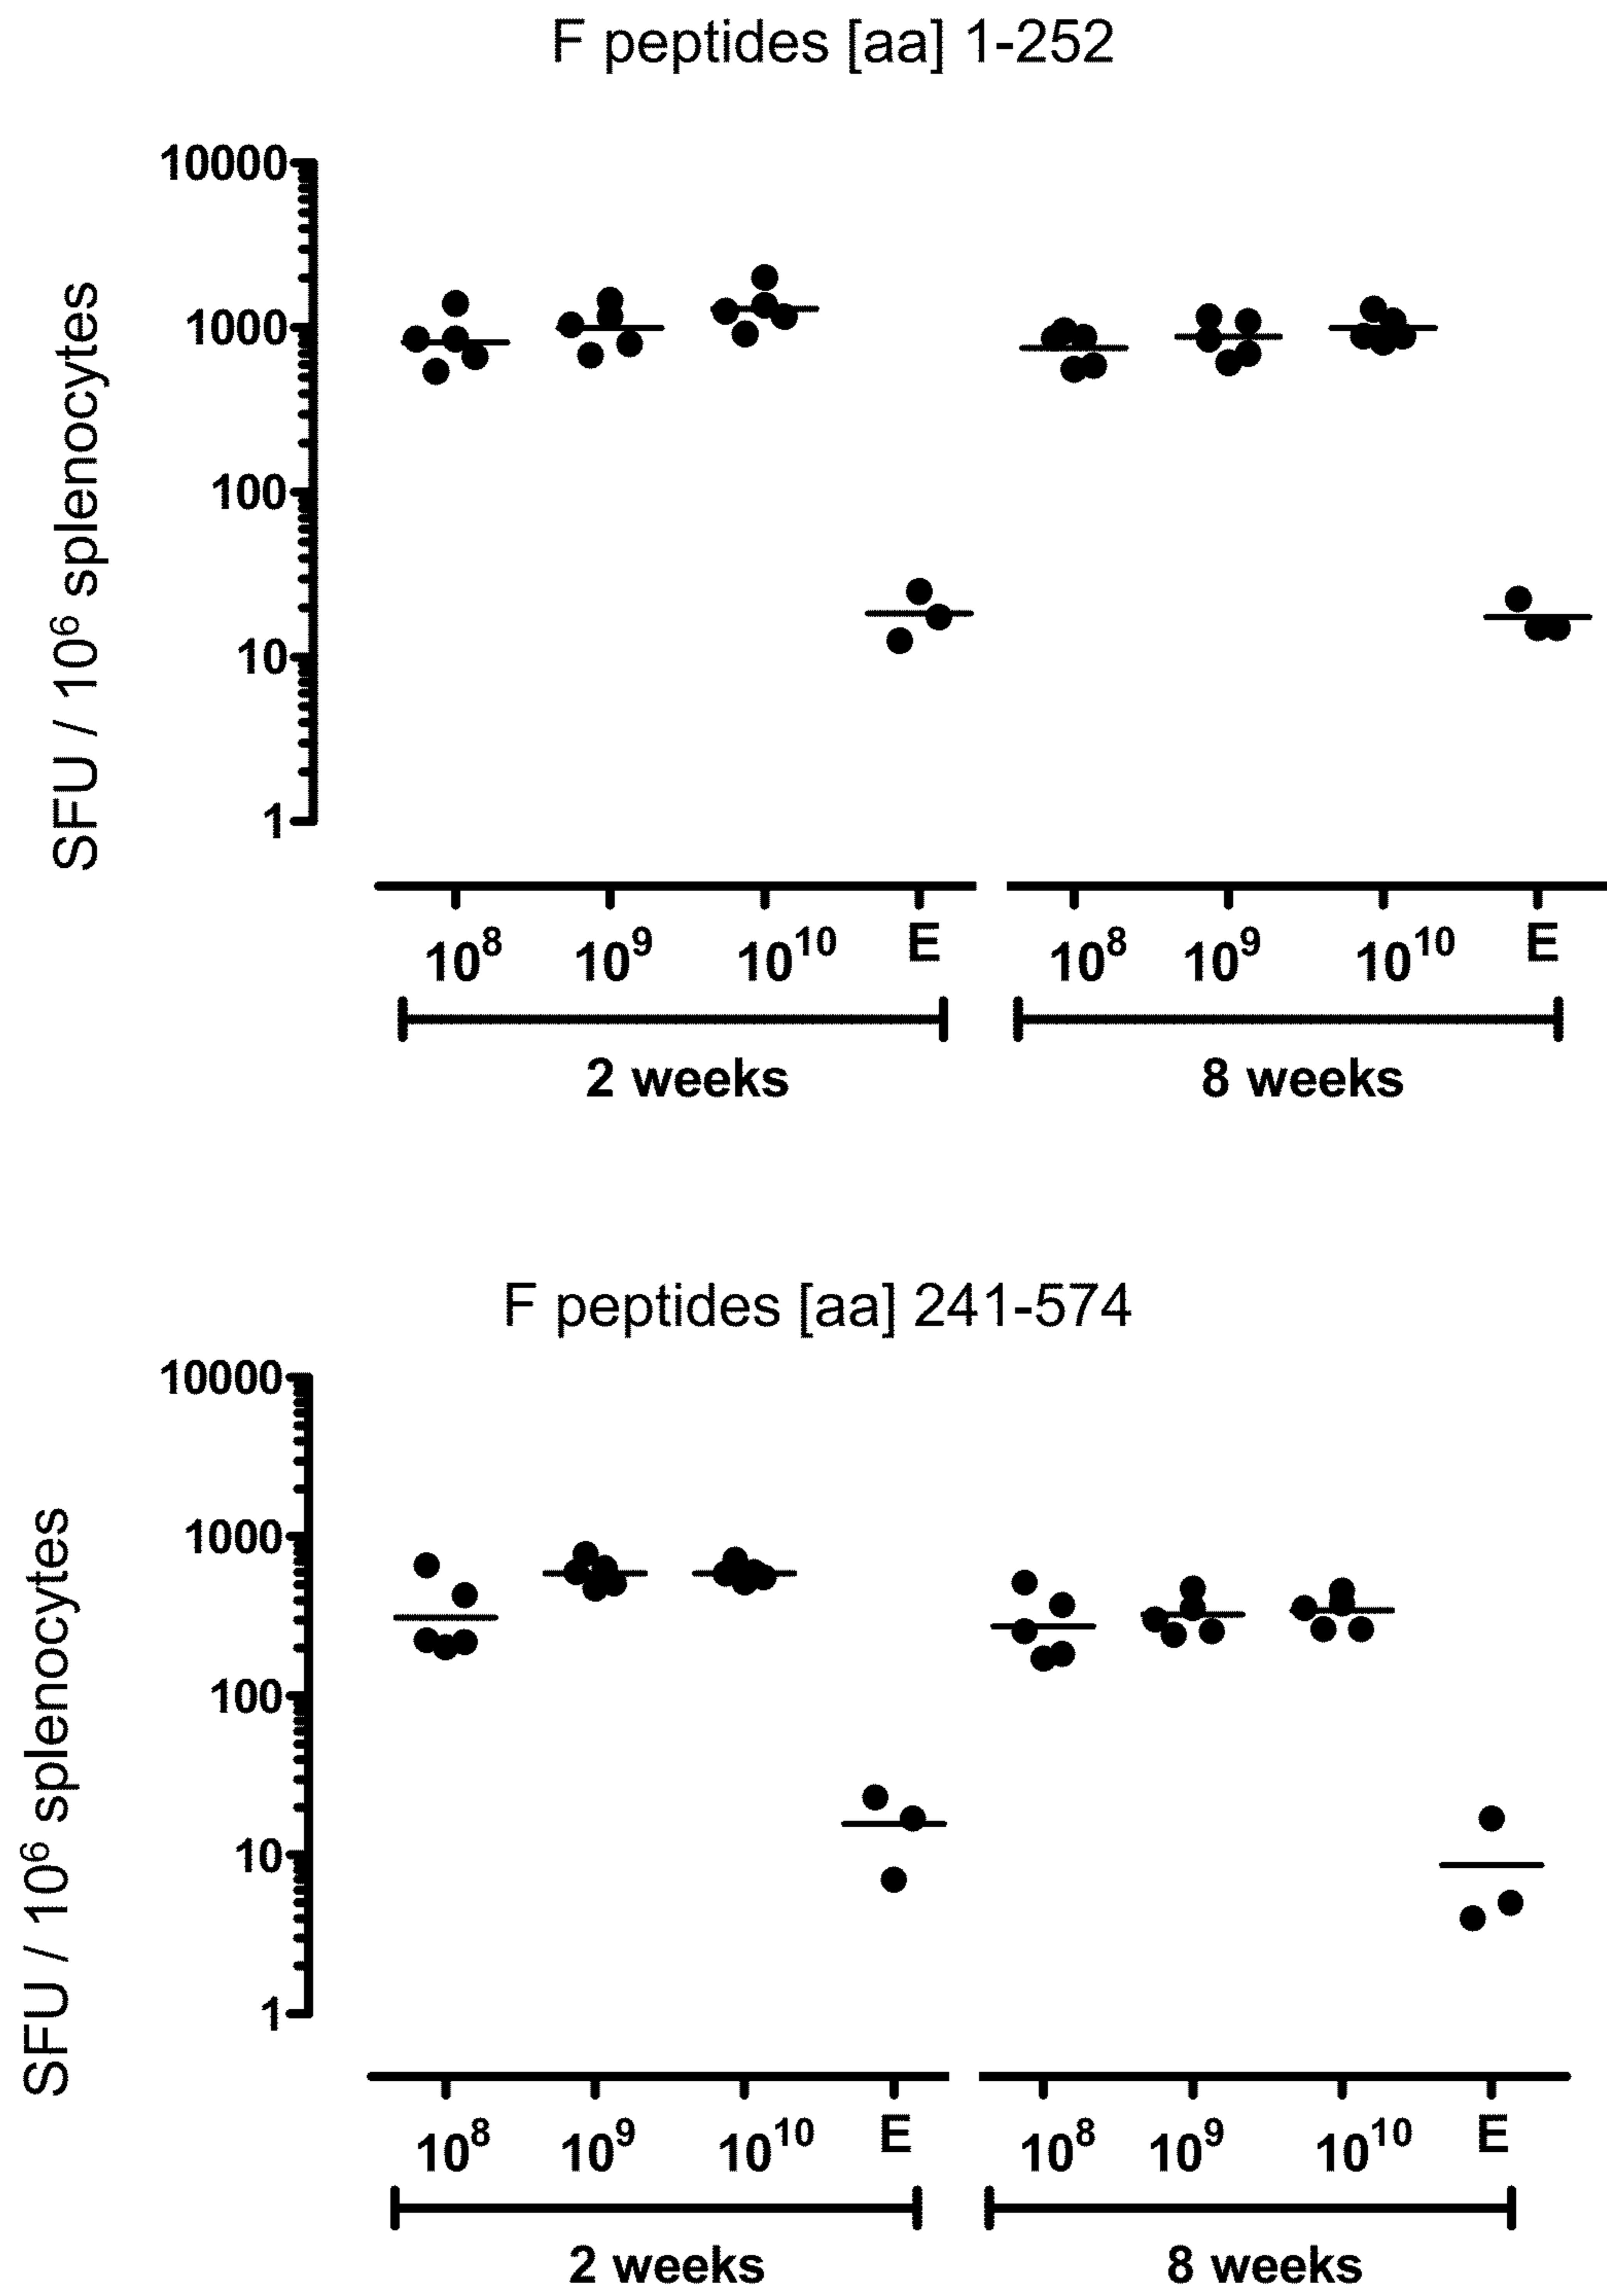 F peptides [aa] 1-252
SFU / 10⁶ splenocytes
10000
1000
100
10
1
10⁸ 10⁹ 10¹⁰ E 10⁸ 10⁹ 10¹⁰ E
2 weeks 8 weeks
F peptides [aa] 241-574
SFU / 10⁶ splenocytes
10000
1000
100
10
1
10⁸ 10⁹ 10¹⁰ E 10⁸ 10⁹ 10¹⁰ E
2 weeks 8 weeks